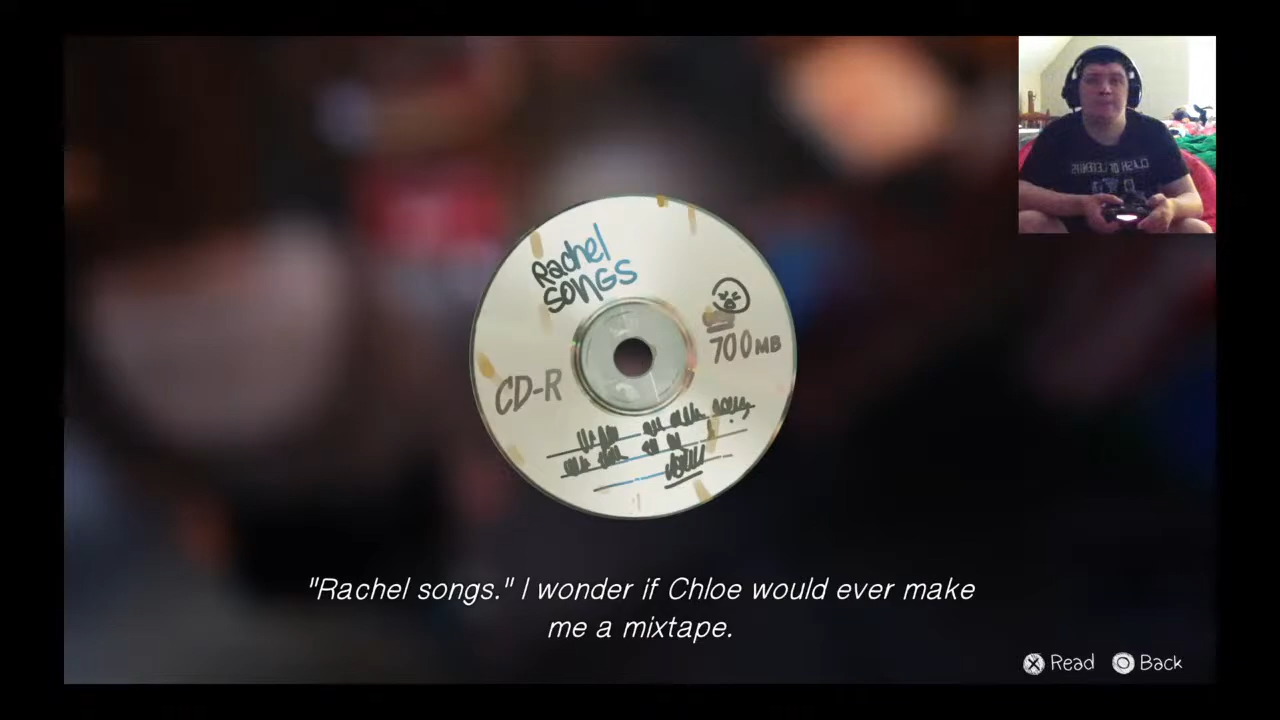 Rachel
SONGS
700MB
CD-R
"Rachel songs." I wonder if Chloe would ever make
me a mixtape.
Read
Back